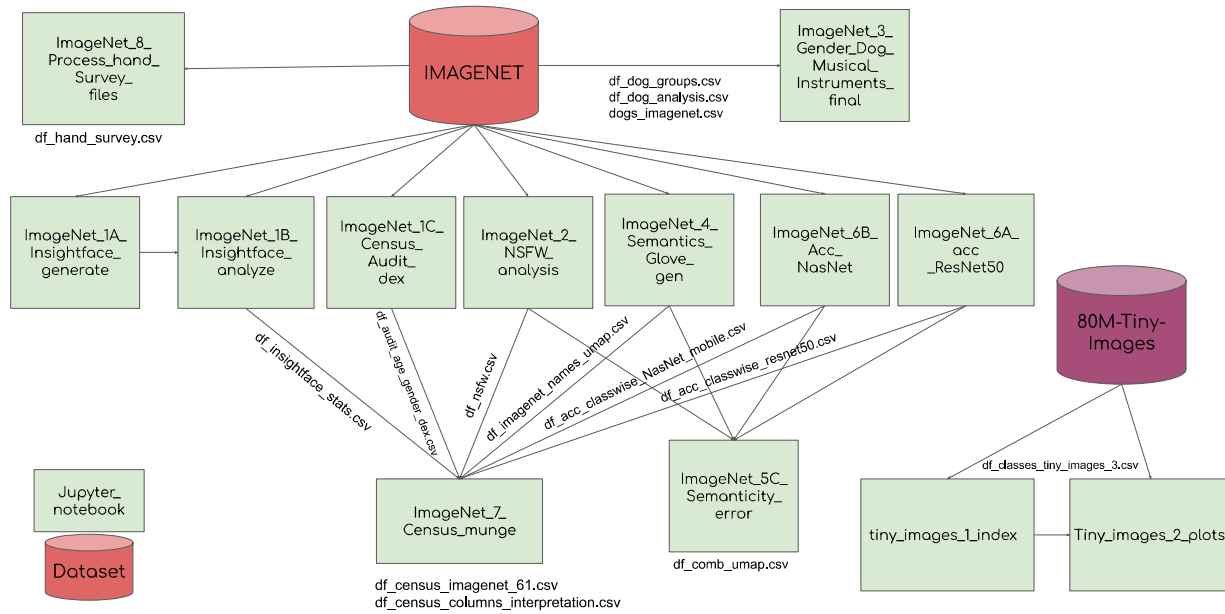 ImageNet_8_
Process_hand_
Survey_
files
df_hand_survey.csv
IMAGENET
df_dog_groups.csv
df_dog_analysis.csv
dogs_imagenet.csv
ImageNet_3_
Gender_Dog_
Musical_
Instruments_
final
ImageNet_1A_
Insightface_
generate
ImageNet_1B_
Insightface_
analyze
ImageNet_1C_
Census_
Audit_
dex
ImageNet_2_
NSFW_
analysis
ImageNet_4_
Semantics_
Glove_
gen
ImageNet_6B_
Acc_
NasNet
ImageNet_6A_
acc
_ResNet50
80M-Tiny-
Images
df_insightface_stats.csv
df_audit_age_gender_dex.csv
df_nsfw.csv
df_imagenet_names_umap.csv
df_acc_classwise_NasNet_mobile.csv
df_acc_classwise_resnet50.csv
Jupyter_
notebook
Dataset
ImageNet_7_
Census_munge
df_census_imagenet_61.csv
df_census_columns_interpretation.csv
ImageNet_5C_
Semanticity_
error
df_comb_umap.csv
df_classes_tiny_images_3.csv
tiny_images_1_index
Tiny_images_2_plots